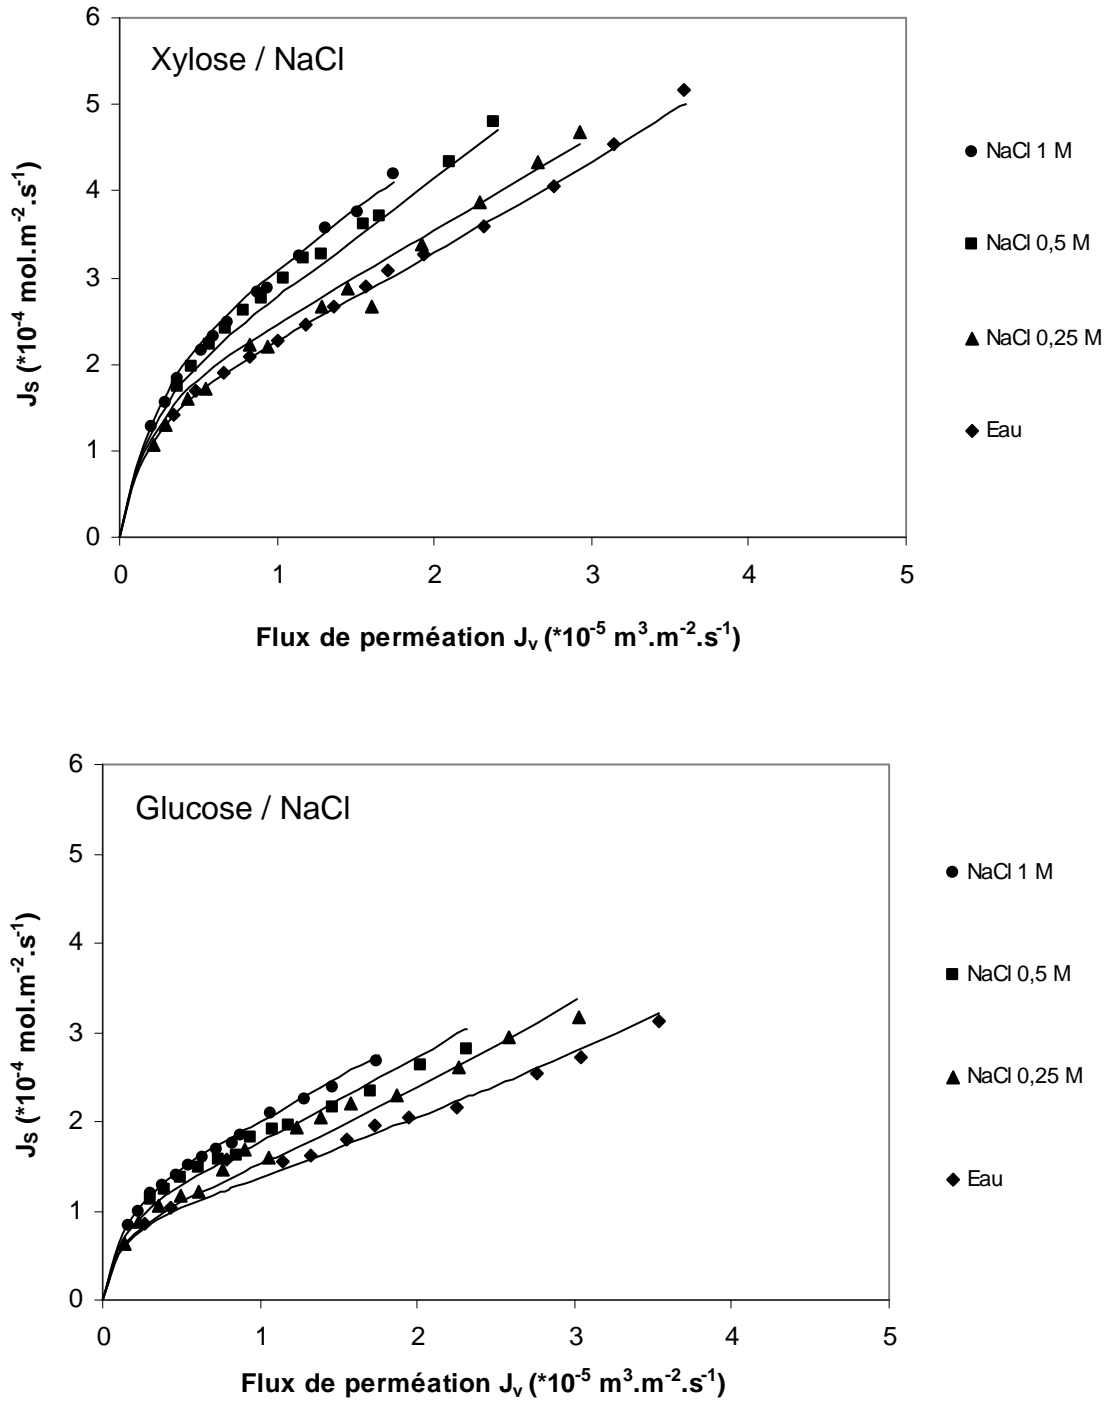 Xylose / NaCl
6
5
4
3
2
1
0
Js (*10⁻⁴ mol.m⁻².s⁻¹)
0 1 2 3 4 5
Flux de perméation Jᵥ (*10⁻⁵ m³.m⁻².s⁻¹)
NaCl 1 M
NaCl 0,5 M
NaCl 0,25 M
Eau
Glucose / NaCl
6
5
4
3
2
1
0
Js (*10⁻⁴ mol.m⁻².s⁻¹)
0 1 2 3 4 5
Flux de perméation Jᵥ (*10⁻⁵ m³.m⁻².s⁻¹)
NaCl 1 M
NaCl 0,5 M
NaCl 0,25 M
Eau